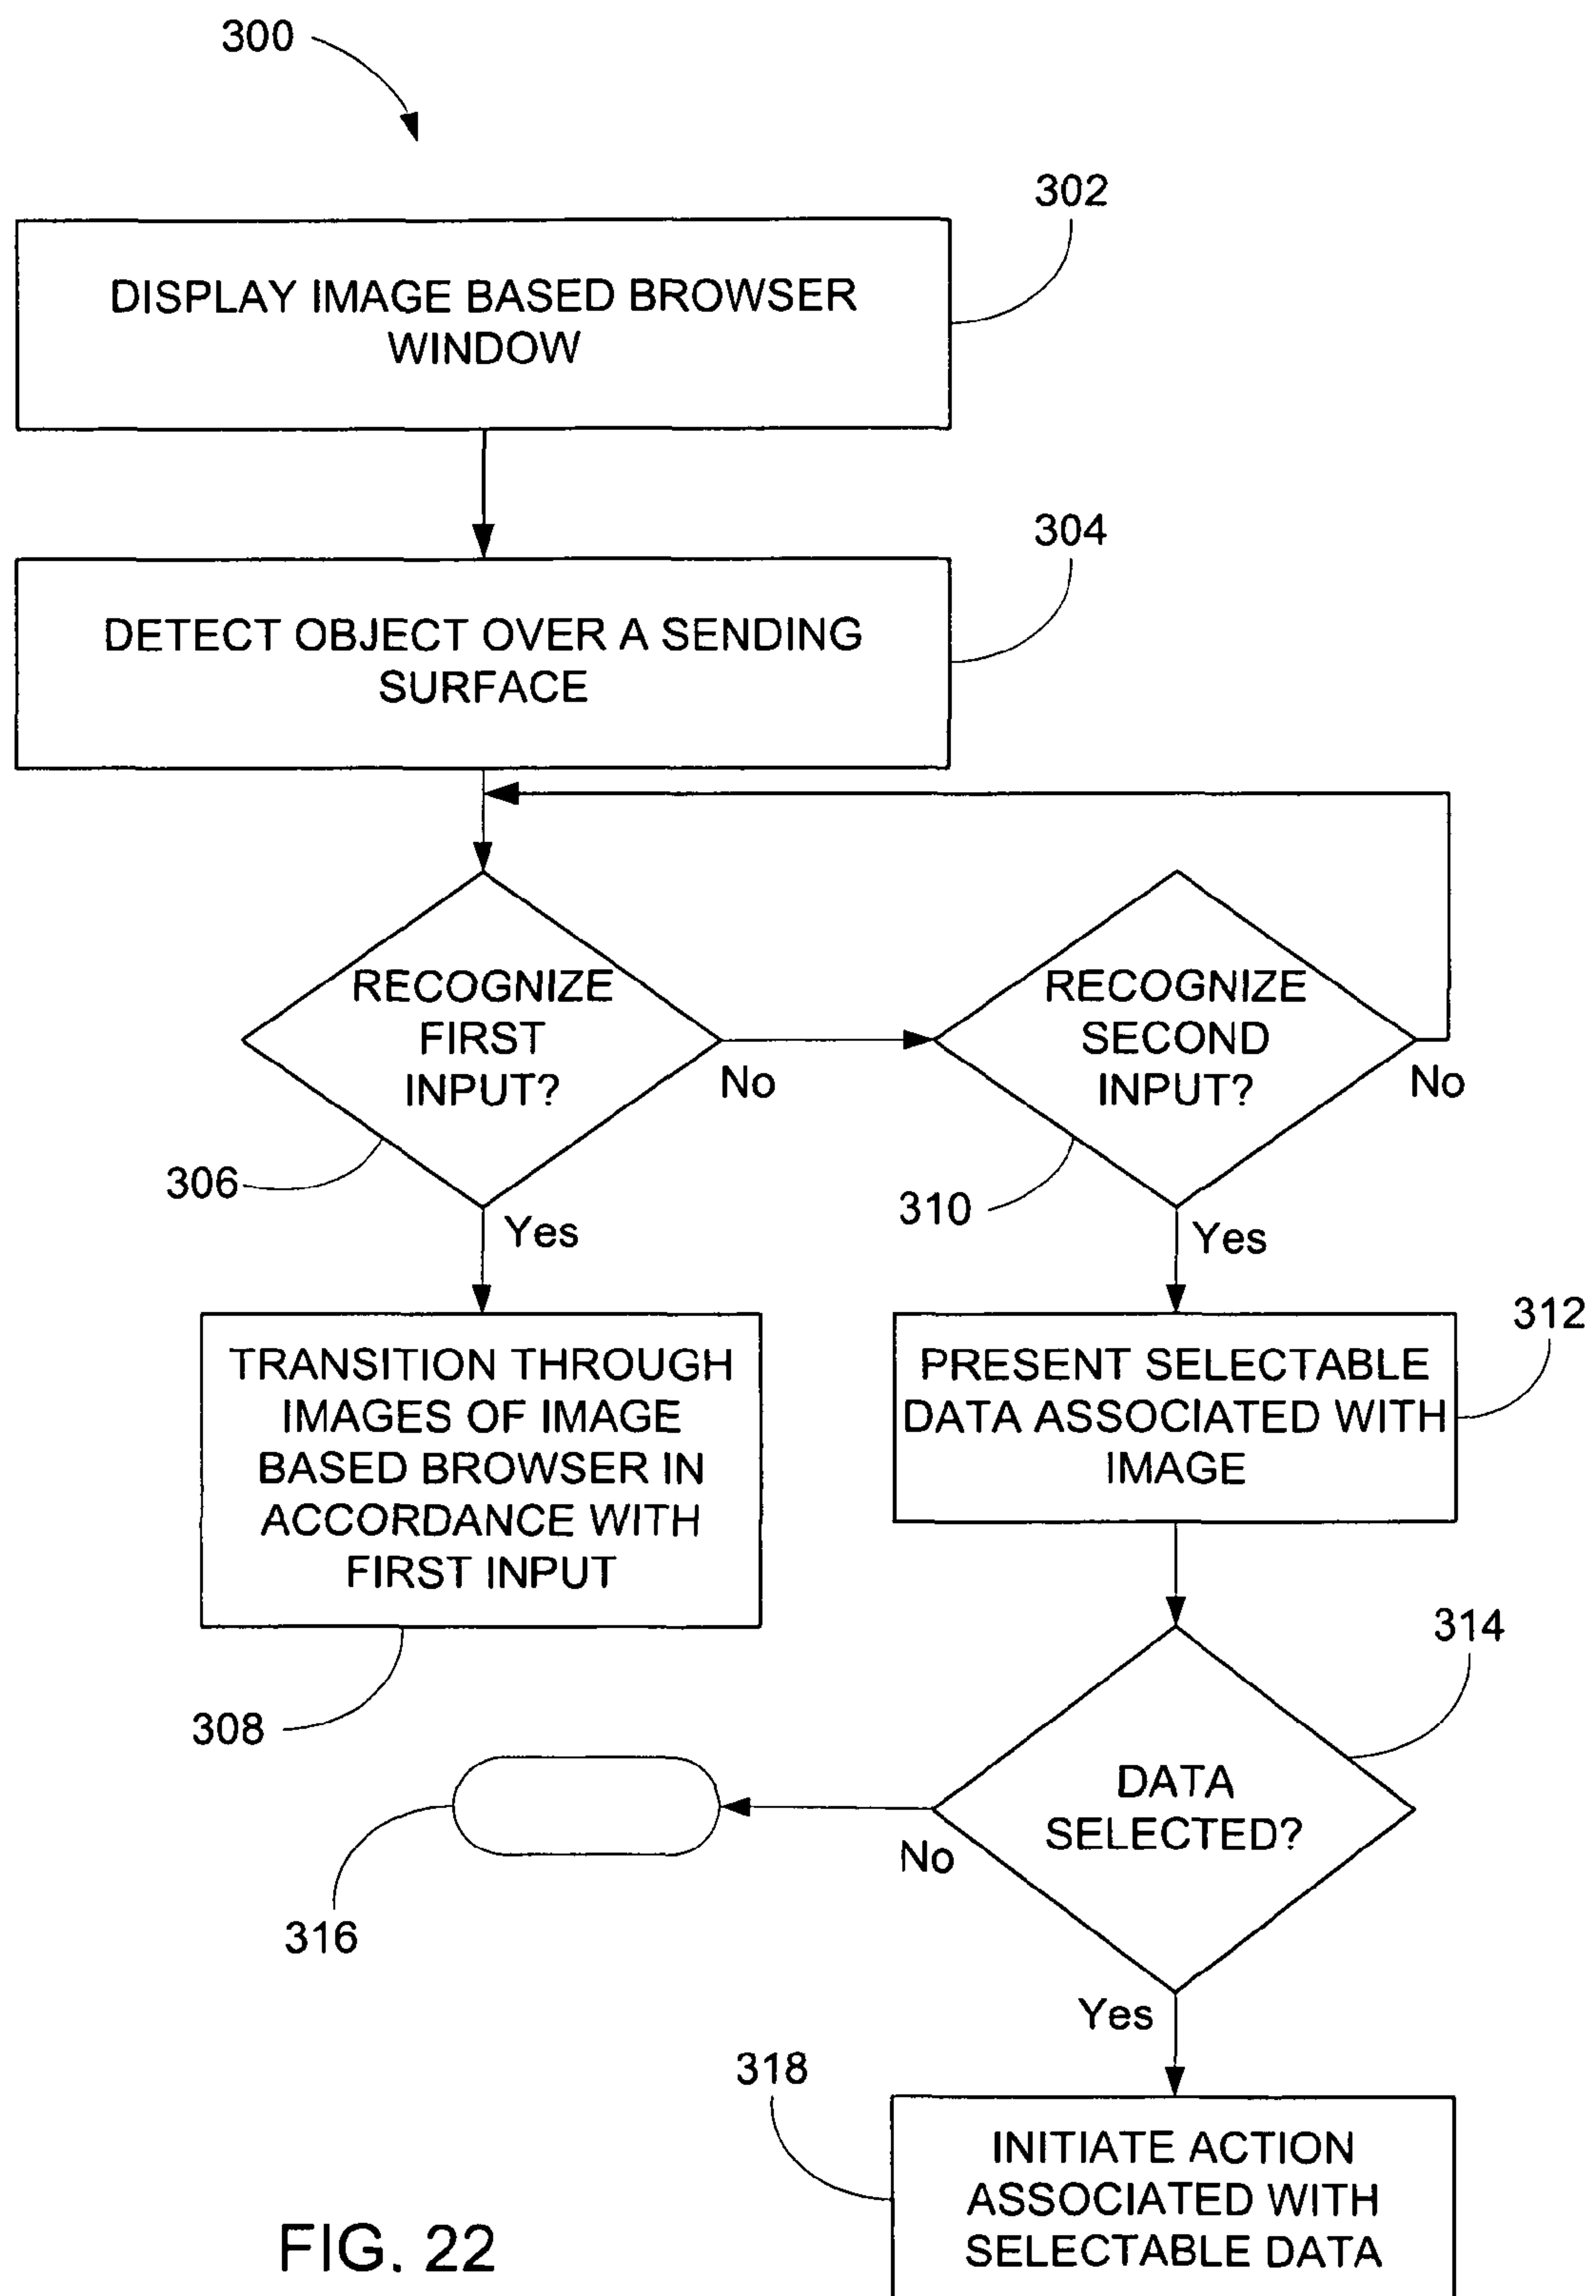 300
302
DISPLAY IMAGE BASED BROWSER
WINDOW
304
DETECT OBJECT OVER A SENDING
SURFACE
RECOGNIZE
FIRST
INPUT?
No
306
Yes
RECOGNIZE
SECOND
INPUT?
No
310
Yes
TRANSITION THROUGH
IMAGES OF IMAGE
BASED BROWSER IN
ACCORDANCE WITH
FIRST INPUT
308
312
PRESENT SELECTABLE
DATA ASSOCIATED WITH
IMAGE
314
DATA
SELECTED?
No
316
Yes
318
INITIATE ACTION
ASSOCIATED WITH
SELECTABLE DATA
FIG. 22